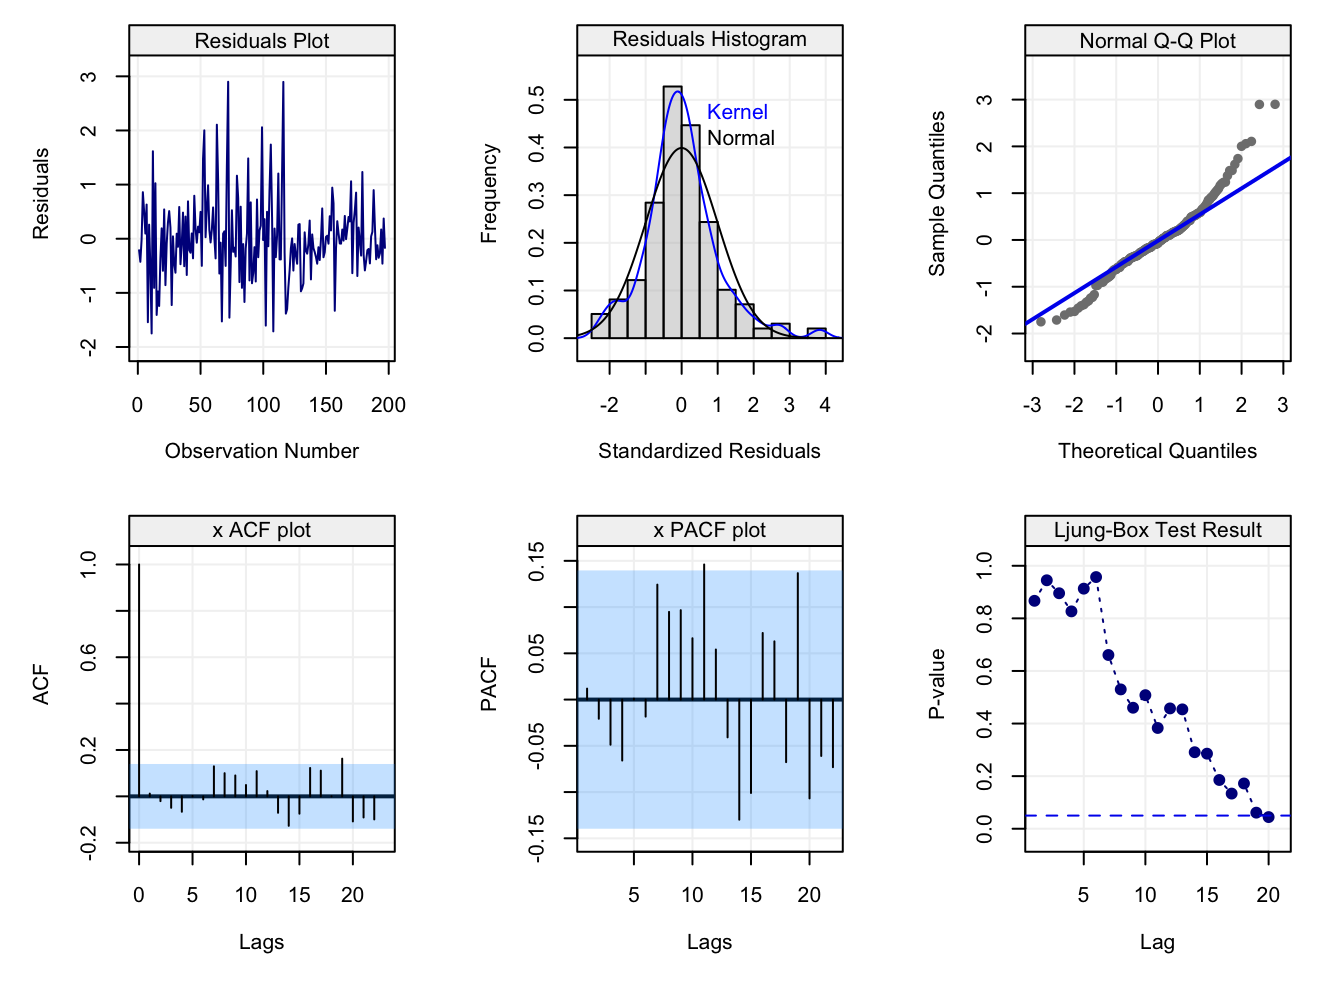 Residuals Plot
Residuals
3
2
1
0
-1
-2
0 50 100 150 200
Observation Number
Residuals Histogram
Frequency
0.5
0.4
0.3
0.2
0.1
0.0
Kernel
Normal
-2 0 1 2 3 4
Standardized Residuals
Normal Q-Q Plot
Sample Quantiles
3
2
1
0
-1
-2
-3 -2 -1 0 1 2 3
Theoretical Quantiles
x ACF plot
ACF
1.0
0.6
0.2
-0.2
0 5 10 15 20
Lags
x PACF plot
PACF
0.15
0.05
-0.05
-0.15
5 10 15 20
Lags
Ljung-Box Test Result
P-value
1.0
0.8
0.6
0.4
0.2
0.0
5 10 15 20
Lag